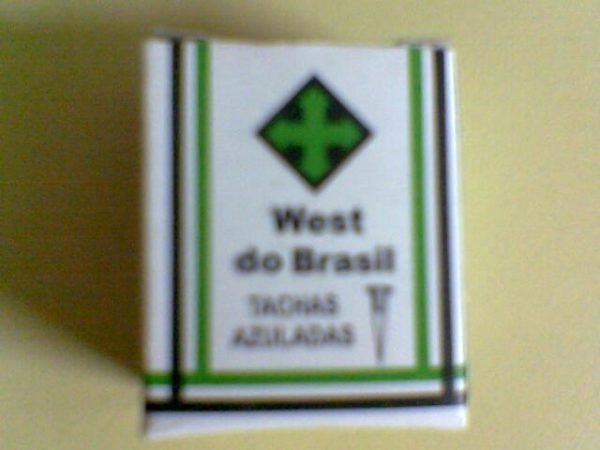 West
do Brasil
TACHAS
AZULADAS